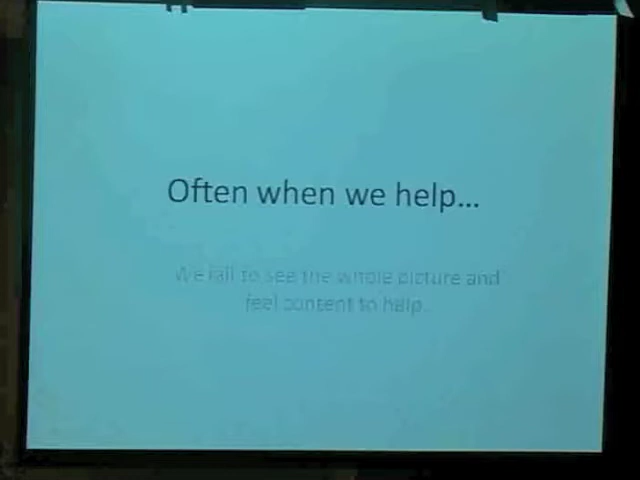 Often when we help...
We fail to see the whole picture and
feel content to help.